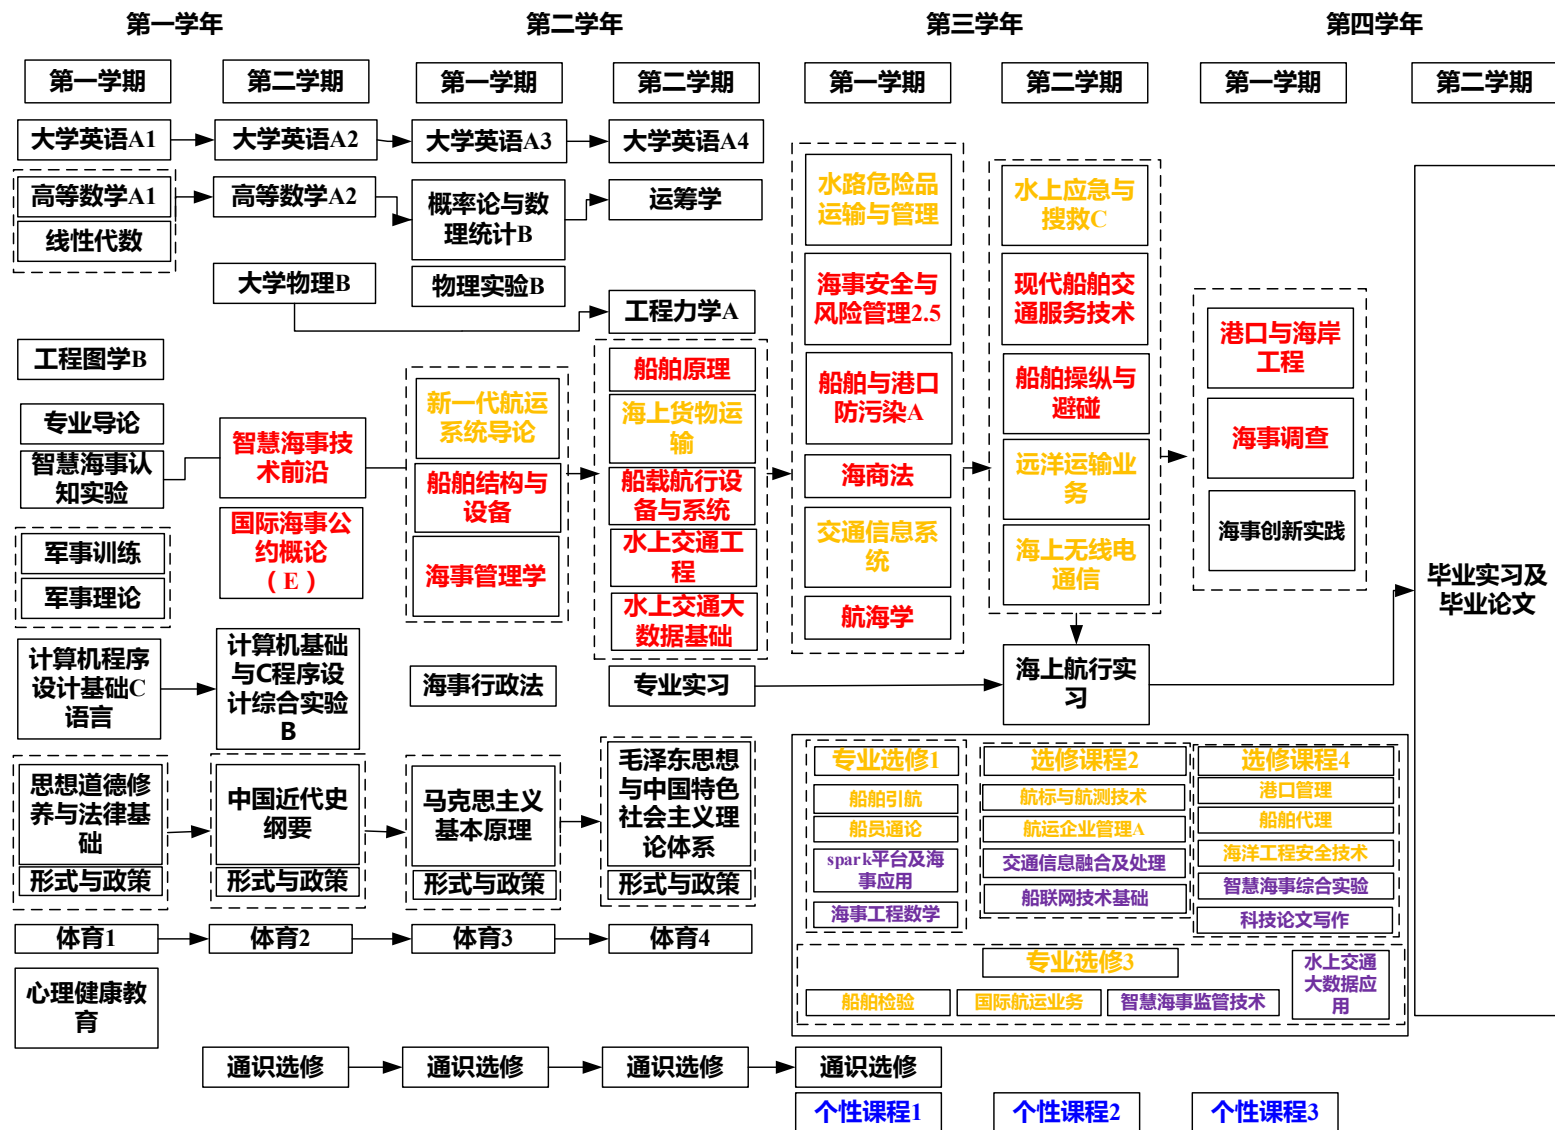 第一学年
第二学年
第三学年
第四学年
第一学期
第二学期
第一学期
第二学期
第一学期
第二学期
第一学期
第二学期
大学英语A1
大学英语A2
大学英语A3
大学英语A4
高等数学A1
线性代数
高等数学A2
概率论与数
理统计B
运筹学
大学物理B
物理实验B
工程力学A
工程图学B
专业导论
智慧海事认
知实验
智慧海事技
术前沿
国际海事公
约概论
（E）
新一代航运
系统导论
船舶结构与
设备
海事管理学
船舶原理
海上货物运
输
船载航行设
备与系统
水上交通工
程
水上交通大
数据基础
水路危险品
运输与管理
海事安全与
风险管理2.5
船舶与港口
防污染A
海商法
交通信息系
统
航海学
水上应急与
搜救C
现代船舶交
通服务技术
船舶操纵与
避碰
远洋运输业
务
海上无线电
通信
港口与海岸
工程
海事调查
海事创新实践
毕业实习及
毕业论文
军事训练
军事理论
计算机程序
设计基础C
语言
计算机基础
与C程序设
计综合实验
B
海事行政法
专业实习
海上航行实
习
思想道德修
养与法律基
础
形式与政策
中国近代史
纲要
形式与政策
马克思主义
基本原理
形式与政策
毛泽东思想
与中国特色
社会主义理
论体系
形式与政策
体育1
体育2
体育3
体育4
心理健康教
育
专业选修1
船舶引航
船员通论
spark平台及海
事应用
海事工程数学
选修课程2
航标与航测技术
航运企业管理A
交通信息融合及处理
船联网技术基础
选修课程4
港口管理
船舶代理
海洋工程安全技术
智慧海事综合实验
科技论文写作
专业选修3
船舶检验
国际航运业务
智慧海事监管技术
水上交通
大数据应
用
通识选修
通识选修
通识选修
通识选修
个性课程1
个性课程2
个性课程3